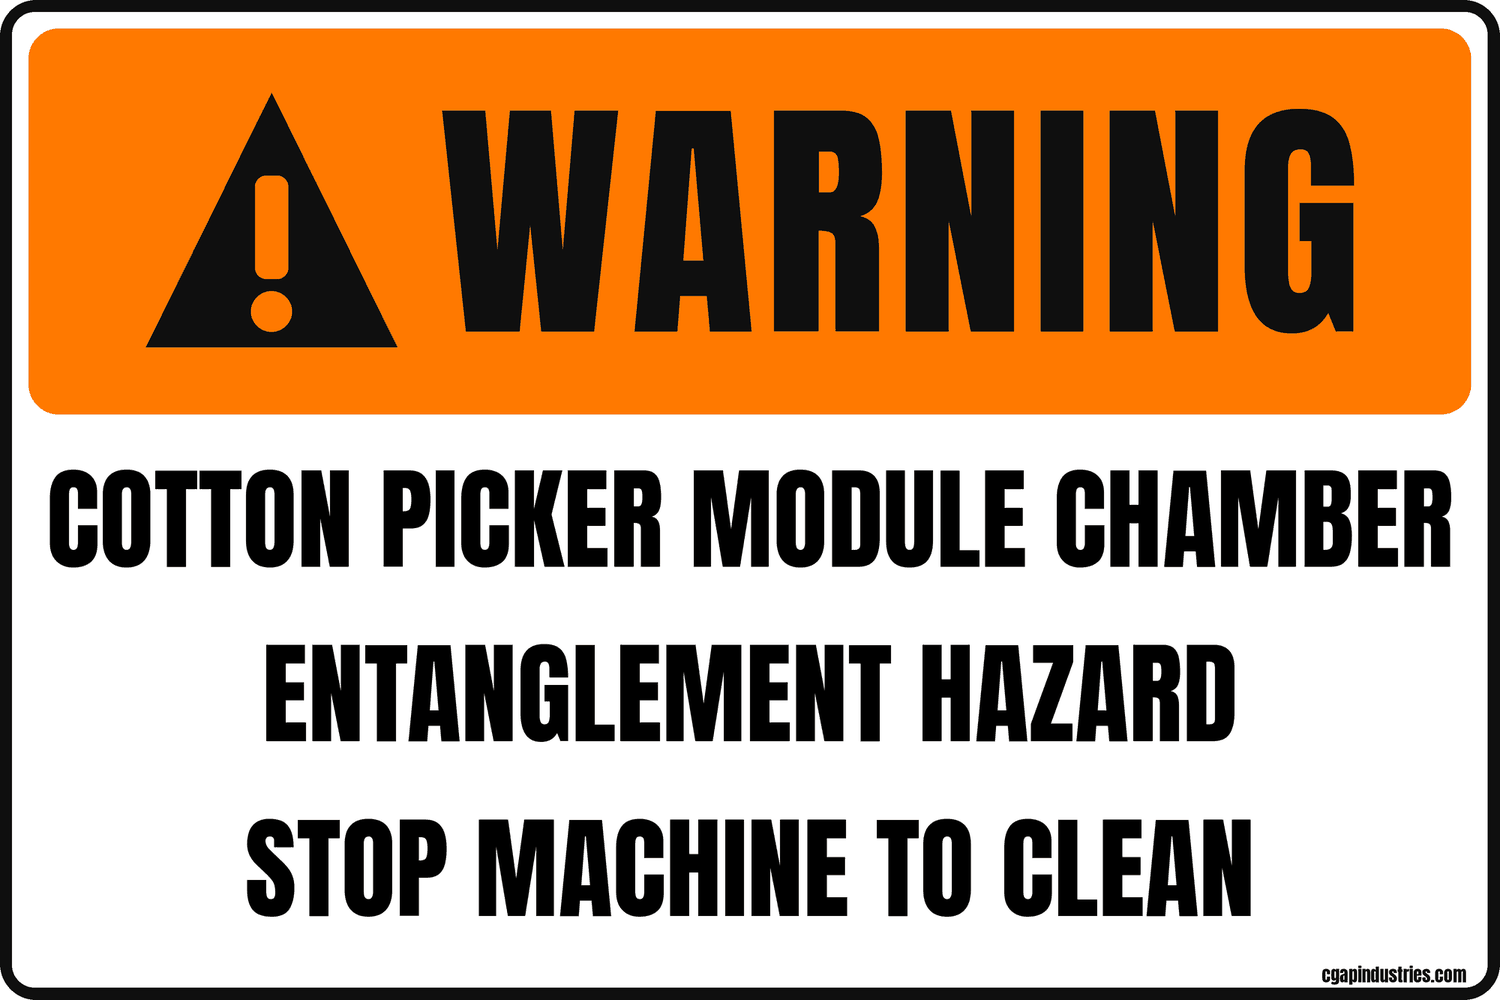 WARNING
COTTON PICKER MODULE CHAMBER
ENTANGLEMENT HAZARD
STOP MACHINE TO CLEAN
cgapindustries.com